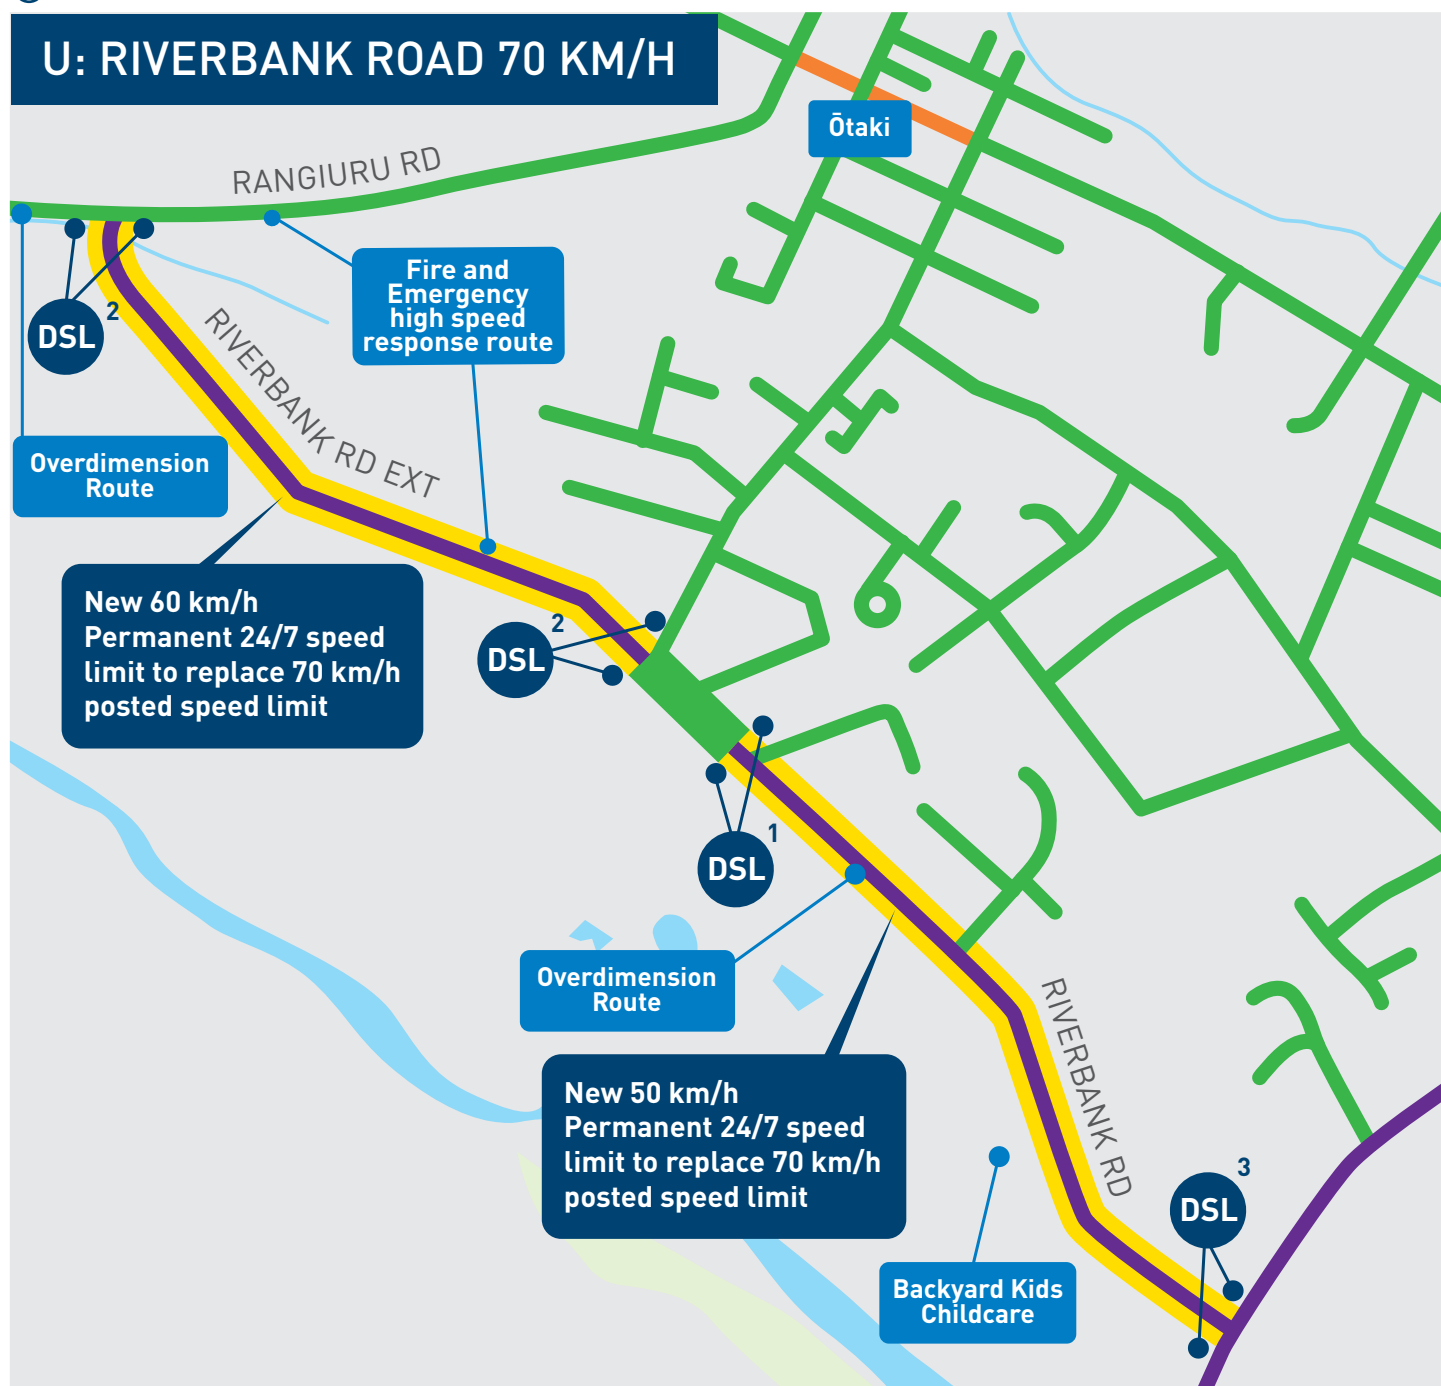 U: RIVERBANK ROAD 70 KM/H
Ōtaki
RANGIURU RD
Fire and
Emergency
high speed
response route
DSL 2
RIVERBANK RD EXT
Overdimension
Route
New 60 km/h
Permanent 24/7 speed
limit to replace 70 km/h
posted speed limit
DSL 2
DSL 1
Overdimension
Route
RIVERBANK RD
New 50 km/h
Permanent 24/7 speed
limit to replace 70 km/h
posted speed limit
DSL 3
Backyard Kids
Childcare